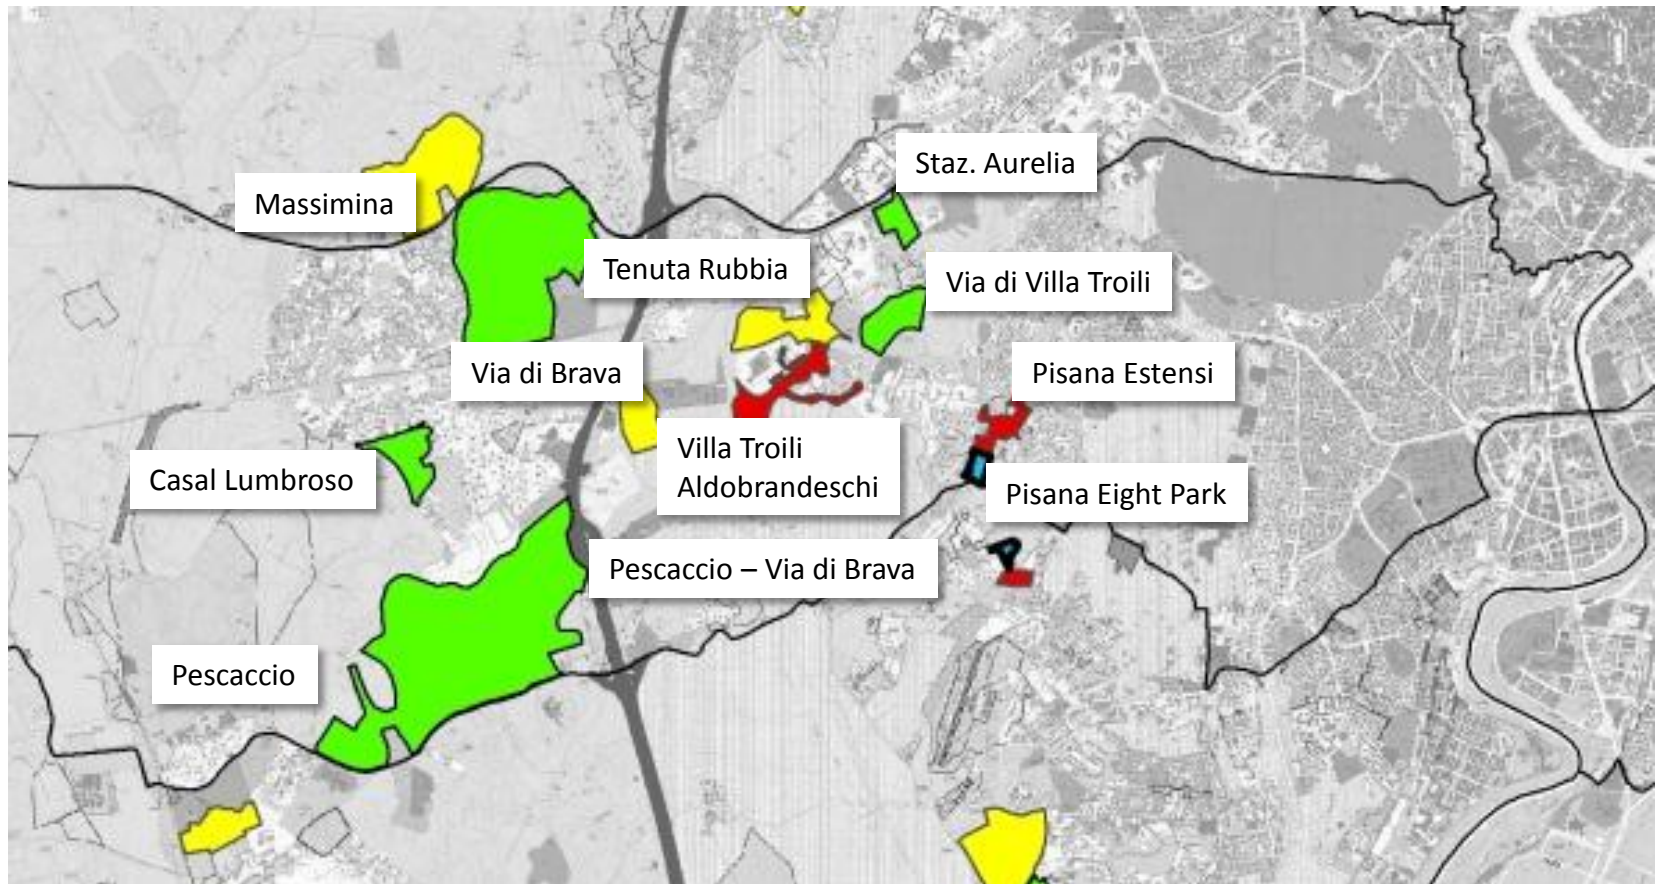 Staz. Aurelia
Massimina
Tenuta Rubbia
Via di Villa Troili
Via di Brava
Pisana Estensi
Villa Troili
Aldobrandeschi
Casal Lumbroso
Pisana Eight Park
Pescaccio – Via di Brava
Pescaccio